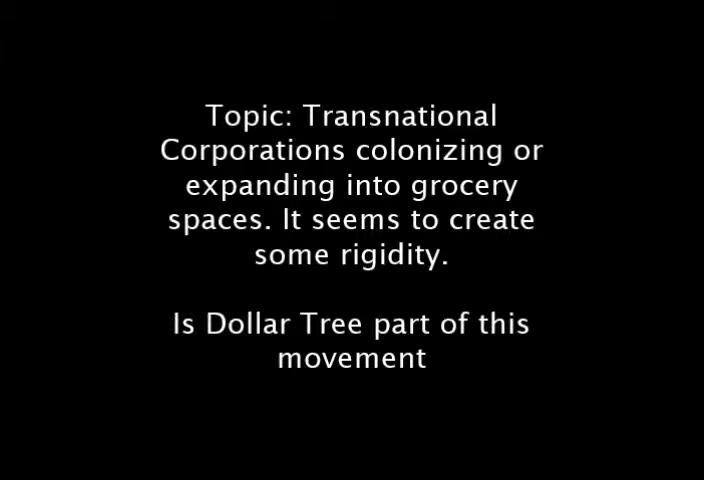 Topic: Transnational
Corporations colonizing or
expanding into grocery
spaces. It seems to create
some rigidity.
Is Dollar Tree part of this
movement